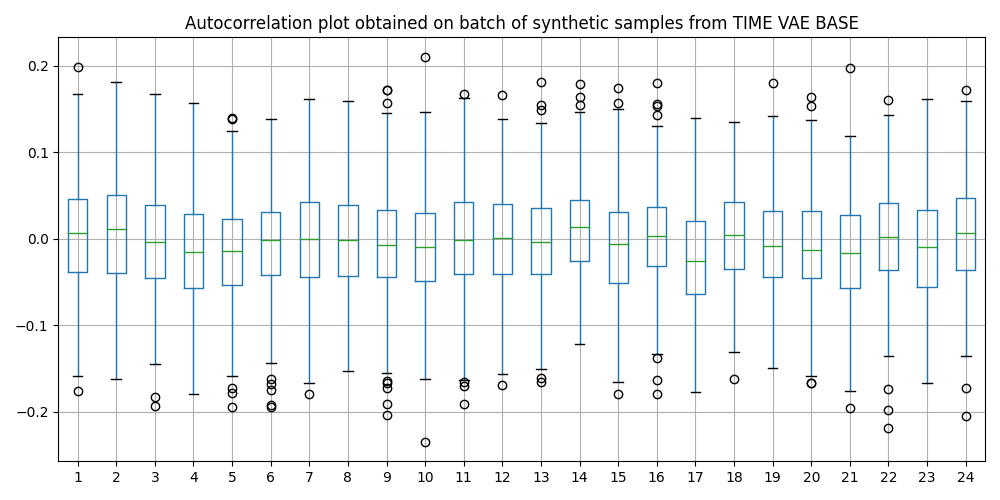 Autocorrelation plot obtained on batch of synthetic samples from TIME VAE BASE
0.2
0.1
0.0
−0.1
−0.2
1 2 3 4 5 6 7 8 9 10 11 12 13 14 15 16 17 18 19 20 21 22 23 24